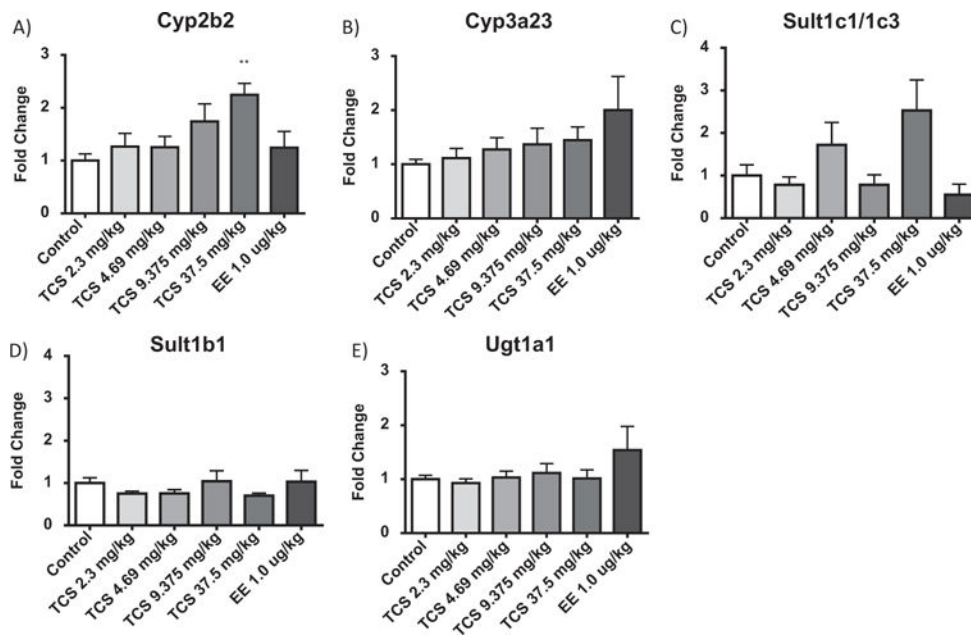 A)
Cyp2b2
Fold Change
3
2
1
0
**
Control
TCS 2.3 mg/kg
TCS 4.69 mg/kg
TCS 9.375 mg/kg
TCS 37.5 mg/kg
EE 1.0 ug/kg
B)
Cyp3a23
Fold Change
3
2
1
0
Control
TCS 2.3 mg/kg
TCS 4.69 mg/kg
TCS 9.375 mg/kg
TCS 37.5 mg/kg
EE 1.0 ug/kg
C)
Sult1c1/1c3
Fold Change
4
3
2
1
0
Control
TCS 2.3 mg/kg
TCS 4.69 mg/kg
TCS 9.375 mg/kg
TCS 37.5 mg/kg
EE 1.0 ug/kg
D)
Sult1b1
Fold Change
4
3
2
1
0
Control
TCS 2.3 mg/kg
TCS 4.69 mg/kg
TCS 9.375 mg/kg
TCS 37.5 mg/kg
EE 1.0 ug/kg
E)
Ugt1a1
Fold Change
3
2
1
0
Control
TCS 2.3 mg/kg
TCS 4.69 mg/kg
TCS 9.375 mg/kg
TCS 37.5 mg/kg
EE 1.0 ug/kg